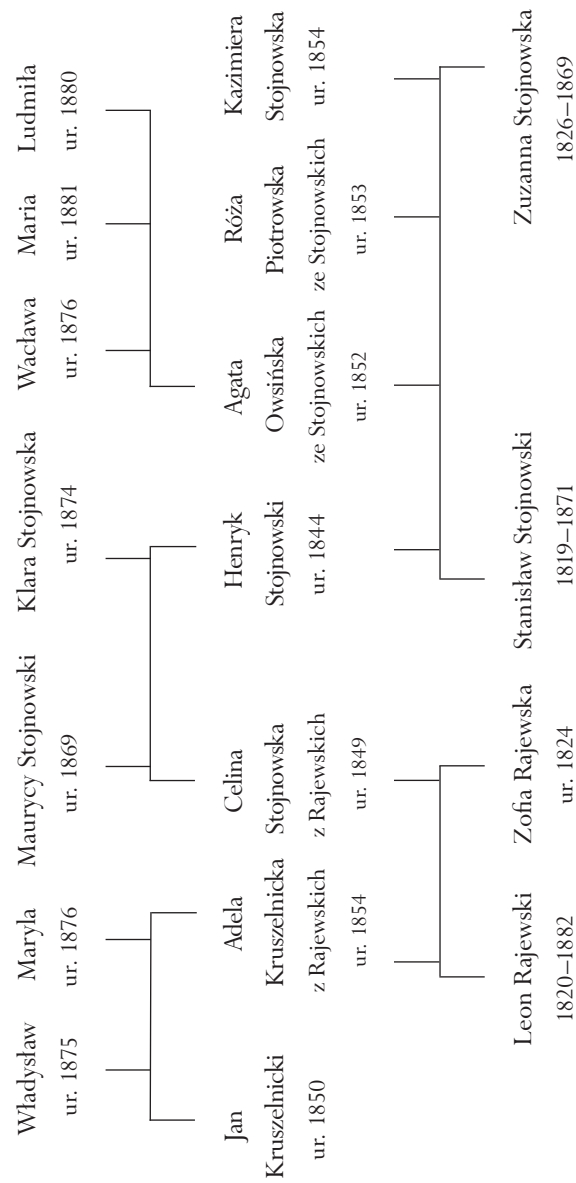 Władysław
ur. 1875
Maryla
ur. 1876
Maurycy Stojnowski
ur. 1869
Klara Stojnowska
ur. 1874
Wacława
ur. 1876
Maria
ur. 1881
Ludmiła
ur. 1880
Jan
Kruszelnicki
ur. 1850
Adela
Kruszelnicka
z Rajewskich
ur. 1854
Celina
Stojnowska
z Rajewskich
ur. 1849
Henryk
Stojnowski
ur. 1844
Agata
Owsińska
ze Stojnowskich
ur. 1852
Róża
Piotrowska
ze Stojnowskich
ur. 1853
Kazimiera
Stojnowska
ur. 1854
Leon Rajewski
1820–1882
Zofia Rajewska
ur. 1824
Stanisław Stojnowski
1819–1871
Zuzanna Stojnowska
1826–1869